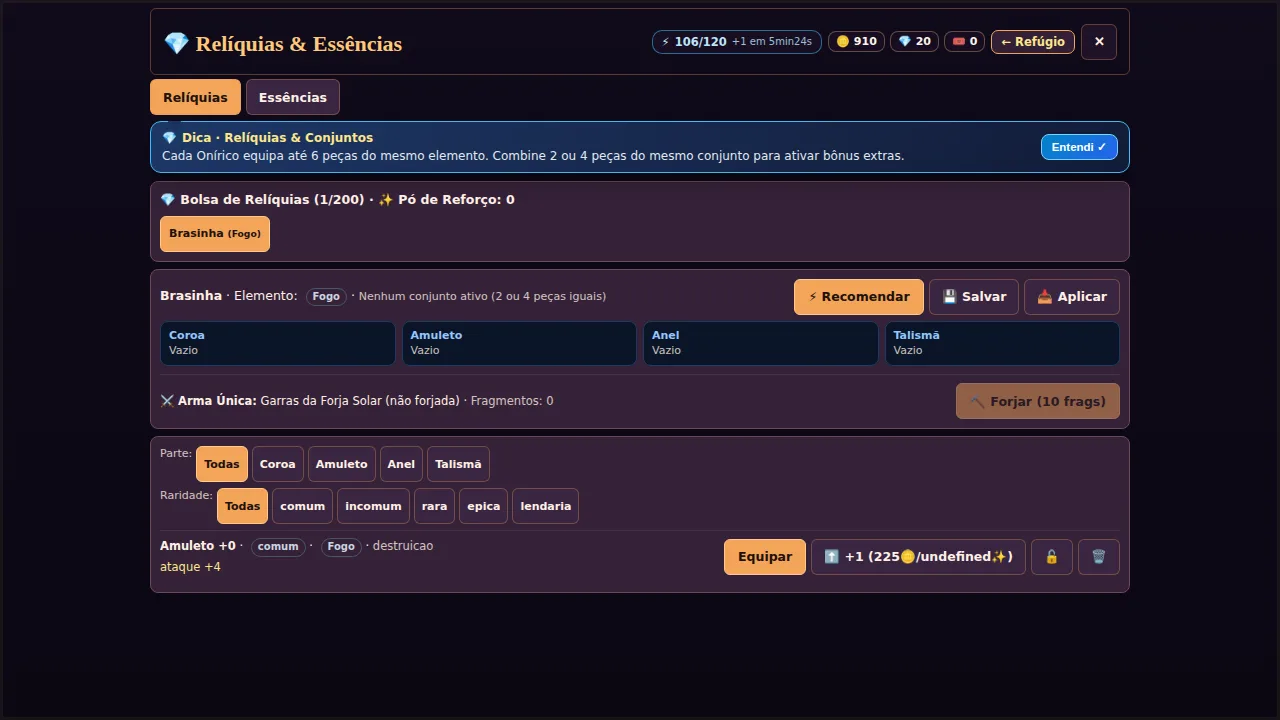 💎 Relíquias & Essências
⚡ 106/120 +1 em 5min24s
🪙 910
💎 20
🎟️ 0
← Refúgio
✕
Relíquias
Essências
💎 Dica · Relíquias & Conjuntos
Cada Onírico equipa até 6 peças do mesmo elemento. Combine 2 ou 4 peças do mesmo conjunto para ativar bônus extras.
Entendi ✓
💎 Bolsa de Relíquias (1/200) · ✨ Pó de Reforço: 0
Brasinha (Fogo)
Brasinha · Elemento: Fogo · Nenhum conjunto ativo (2 ou 4 peças iguais)
⚡ Recomendar
💾 Salvar
📥 Aplicar
Coroa
Vazio
Amuleto
Vazio
Anel
Vazio
Talismã
Vazio
⚔️ Arma Única: Garras da Forja Solar (não forjada) · Fragmentos: 0
🔨 Forjar (10 frags)
Parte: Todas Coroa Amuleto Anel Talismã
Raridade: Todas comum incomum rara epica lendaria
Amuleto +0 · comum · Fogo · destruicao
ataque +4
Equipar
⬆️ +1 (225🪙/undefined✨)
🔓
🗑️